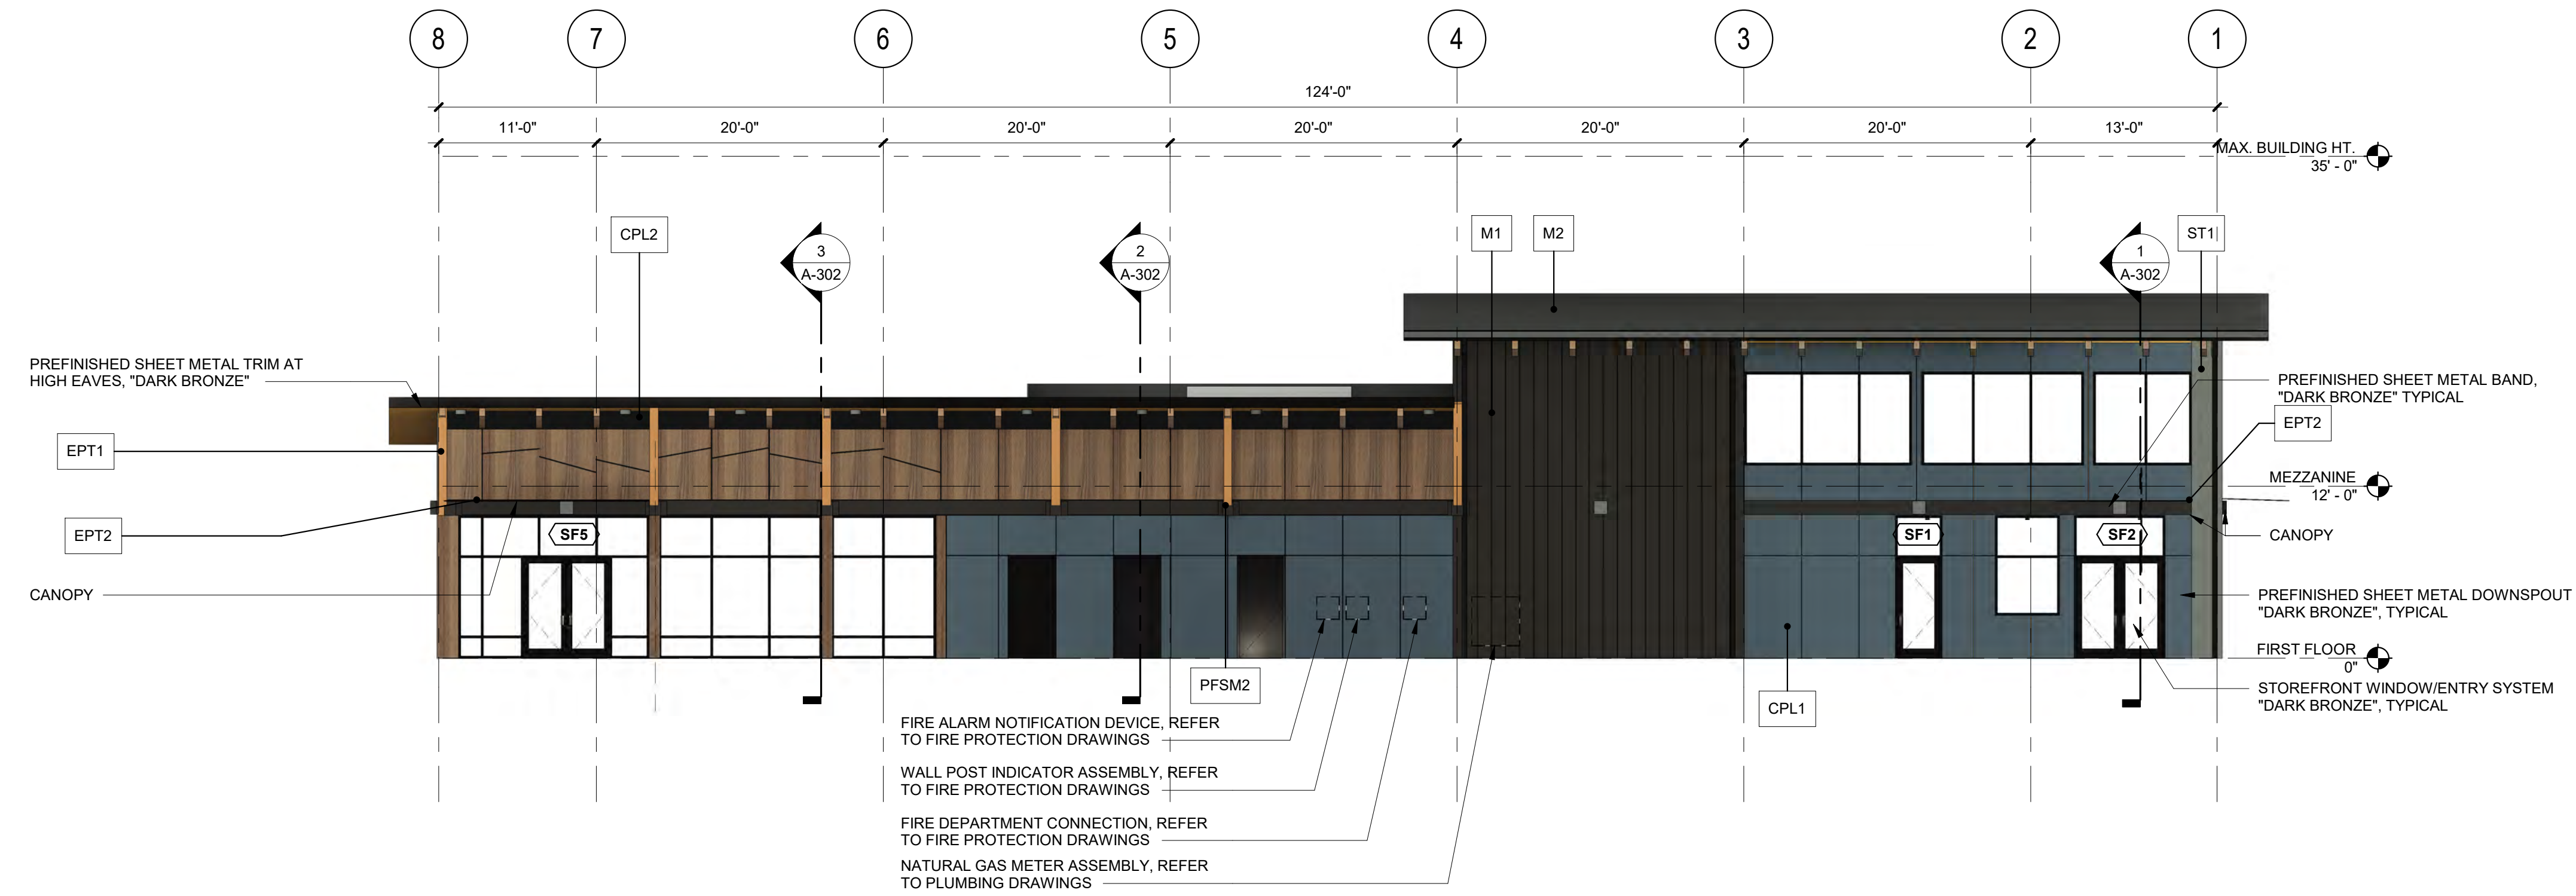 8 7 6 5 4 3 2 1
124'-0"
11'-0" 20'-0" 20'-0" 20'-0" 20'-0" 20'-0" 13'-0"
MAX. BUILDING HT.
35' - 0"
CPL2
3
A-302
2
A-302
M1
M2
1
A-302
ST1
PREFINISHED SHEET METAL TRIM AT
HIGH EAVES, "DARK BRONZE"
PREFINISHED SHEET METAL BAND,
"DARK BRONZE" TYPICAL
EPT1
EPT2
MEZZANINE
12' - 0"
EPT2
SF5
SF1
SF2
CANOPY
CANOPY
PREFINISHED SHEET METAL DOWNSPOUT
"DARK BRONZE", TYPICAL
FIRST FLOOR
0"
PFSM2
CPL1
STOREFRONT WINDOW/ENTRY SYSTEM
"DARK BRONZE", TYPICAL
FIRE ALARM NOTIFICATION DEVICE, REFER
TO FIRE PROTECTION DRAWINGS
WALL POST INDICATOR ASSEMBLY, REFER
TO FIRE PROTECTION DRAWINGS
FIRE DEPARTMENT CONNECTION, REFER
TO FIRE PROTECTION DRAWINGS
NATURAL GAS METER ASSEMBLY, REFER
TO PLUMBING DRAWINGS